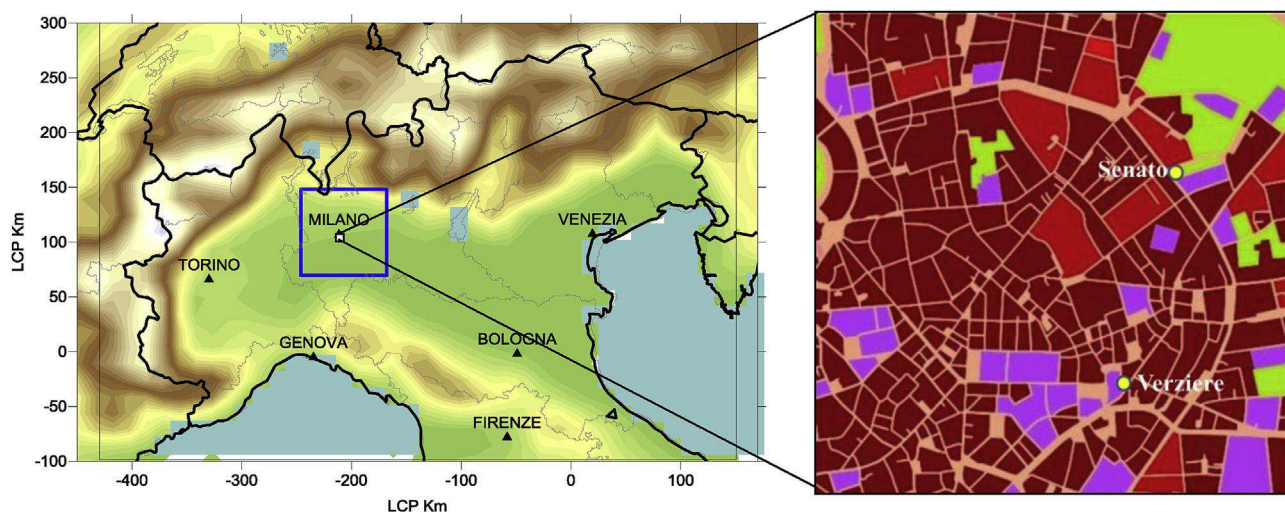 300
250
200
150
100
50
0
-50
-100
LCP Km
-400
-300
-200
-100
0
100
LCP Km
MILANO
VENEZIA
TORINO
GENOVA
BOLOGNA
FIRENZE
Senato
Verziere